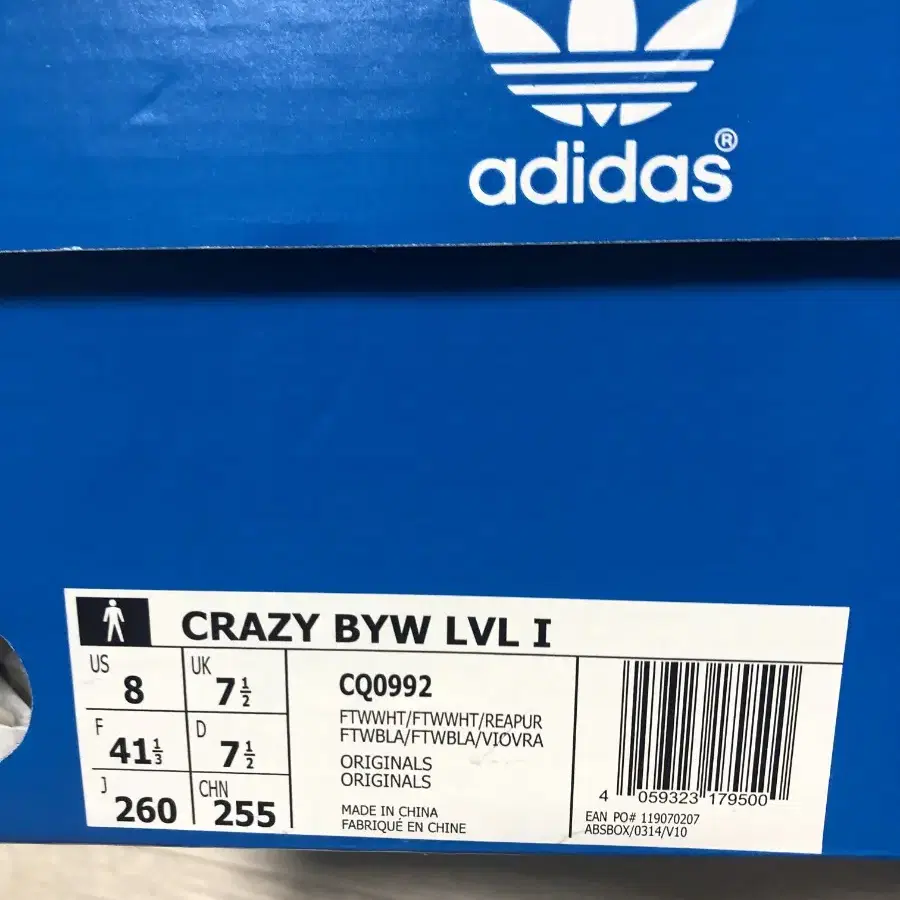 adidas®
CRAZY BYW LVL I
US 8 UK 7½
F 41⅓ D 7½
J 260 CHN 255
CQ0992
FTWWHT/FTWWHT/REAPUR
FTWBLA/FTWBLA/VIOVRA
ORIGINALS
ORIGINALS
MADE IN CHINA
FABRIQUÉ EN CHINE
4 059323 179500
EAN PO# 119070207
ABSBOX/0314/V10